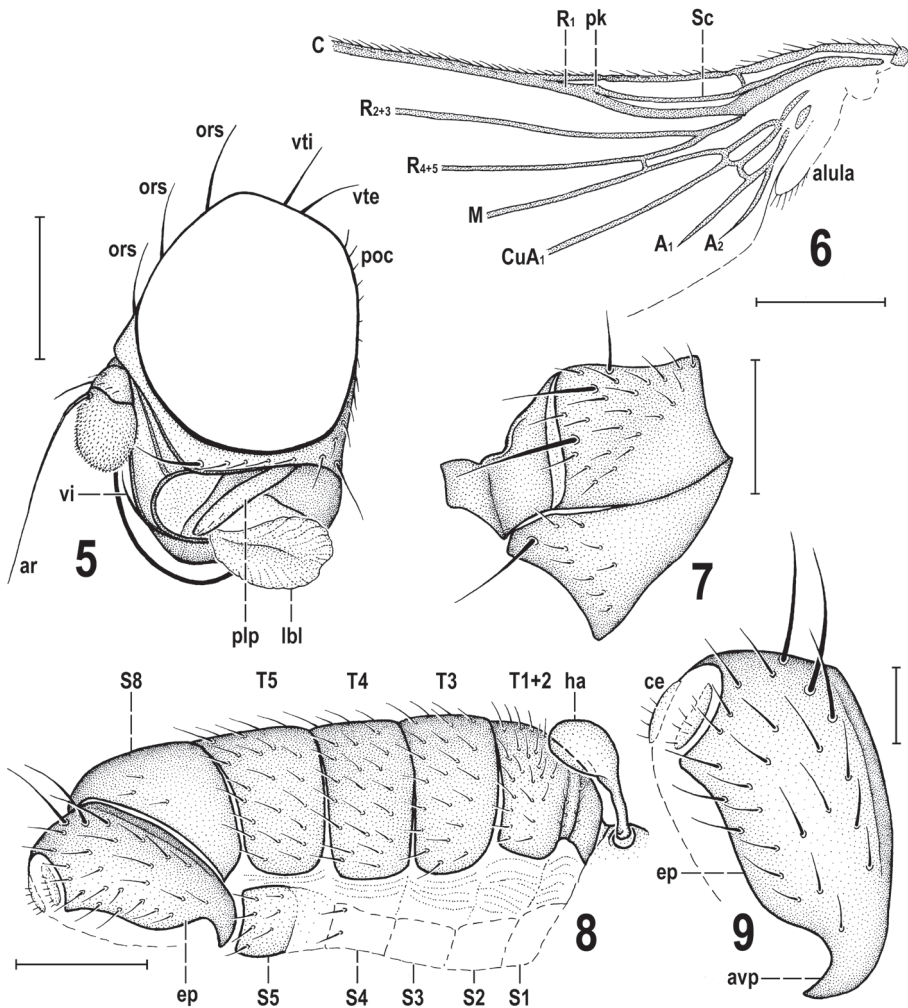 R1 pk Sc
C
R2+3
R4+5
M
CuA1
A1 A2
alula
6
ors vti
ors vte
ors poc
vi
ar
5
plp lbl
7
S8 T5 T4 T3 T1+2 ha
ep S5 S4 S3 S2 S1
8
ce
ep
avp
9